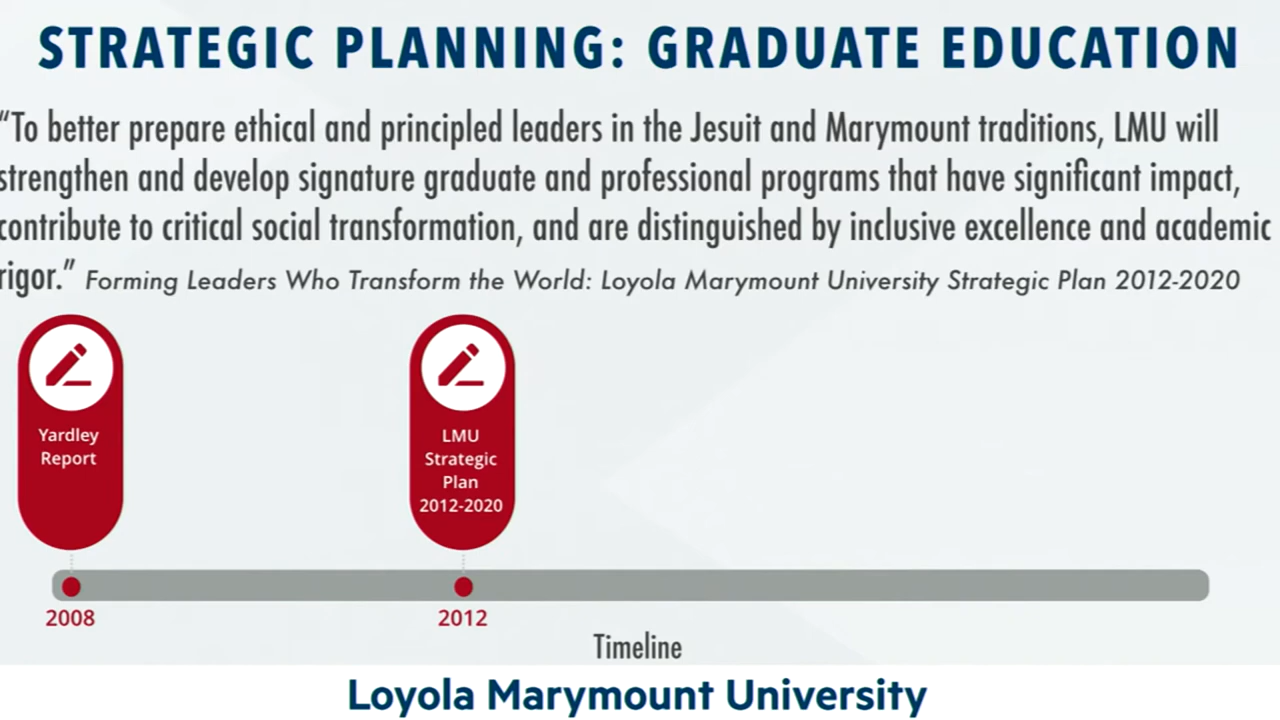 STRATEGIC PLANNING: GRADUATE EDUCATION
“To better prepare ethical and principled leaders in the Jesuit and Marymount traditions, LMU will
strengthen and develop signature graduate and professional programs that have significant impact,
contribute to critical social transformation, and are distinguished by inclusive excellence and academic
rigor.” Forming Leaders Who Transform the World: Loyola Marymount University Strategic Plan 2012-2020
Yardley
Report
LMU
Strategic
Plan
2012-2020
2008
2012
Timeline
Loyola Marymount University